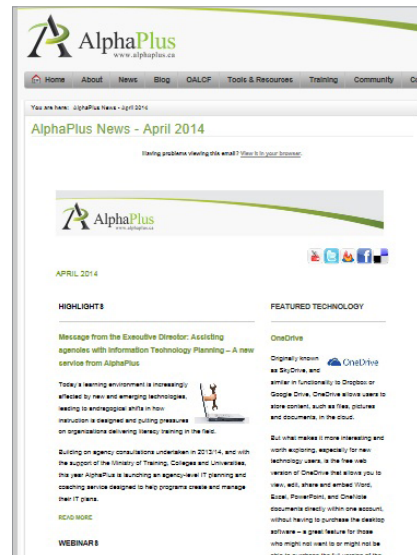 AlphaPlus
www.alphaplus.ca
Home About News Blog OALCF Tools & Resources Training Community
You are here: AlphaPlus News - April 2014
AlphaPlus News - April 2014
Having problems viewing this email? View it in your browser.
AlphaPlus
www.alphaplus.ca
APRIL 2014
HIGHLIGHTS
Message from the Executive Director: Assisting
agencies with Information Technology Planning – A new
service from AlphaPlus
Today's learning environment is increasingly
affected by new and emerging technologies,
leading to andragogical shifts in how
instruction is designed and putting pressures
on organizations delivering literacy training in the field.
Building on agency consultations undertaken in 2013/14, and with
the support of the Ministry of Training, Colleges and Universities,
this year AlphaPlus is launching an agency-level IT planning and
coaching service designed to help programs create and manage
their IT plans.
READ MORE
WEBINARS
FEATURED TECHNOLOGY
OneDrive
Originally known
as SkyDrive, and
OneDrive
similar in functionality to Dropbox or
Google Drive, OneDrive allows users to
store content, such as files, pictures
and documents, in the cloud.
But what makes it more interesting and
worth exploring, especially for new
technology users, is the free web
version of OneDrive that allows you to
view, edit, share and embed Word,
Excel, PowerPoint, and OneNote
documents directly within one account,
without having to purchase the desktop
software – a great feature for those
who might not want to or might not be